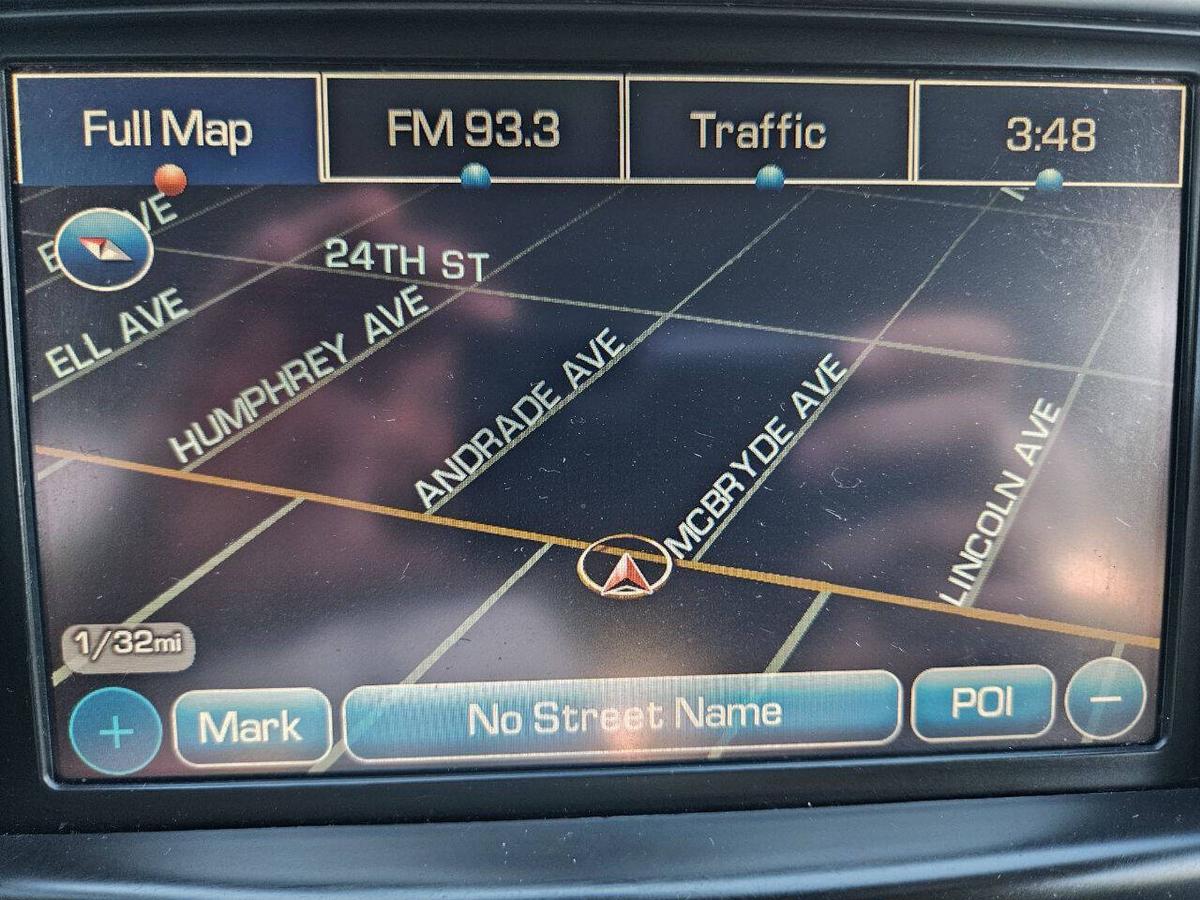 Full Map
FM 93.3
Traffic
3:48
24TH ST
ELL AVE
HUMPHREY AVE
ANDRADE AVE
MCBRYDE AVE
LINCOLN AVE
1/32mi
+
Mark
No Street Name
POI
−